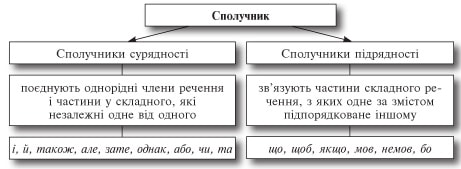 Сполучник
Сполучники сурядності
Сполучники підрядності
поєднують однорідні члени речення
і частини у складного, які
незалежні одне від одного
зв’язують частини складного ре-
чення, з яких одне за змістом
підпорядковане іншому
і, й, також, але, зате, однак, або, чи, та
що, щоб, якщо, мов, немов, бо